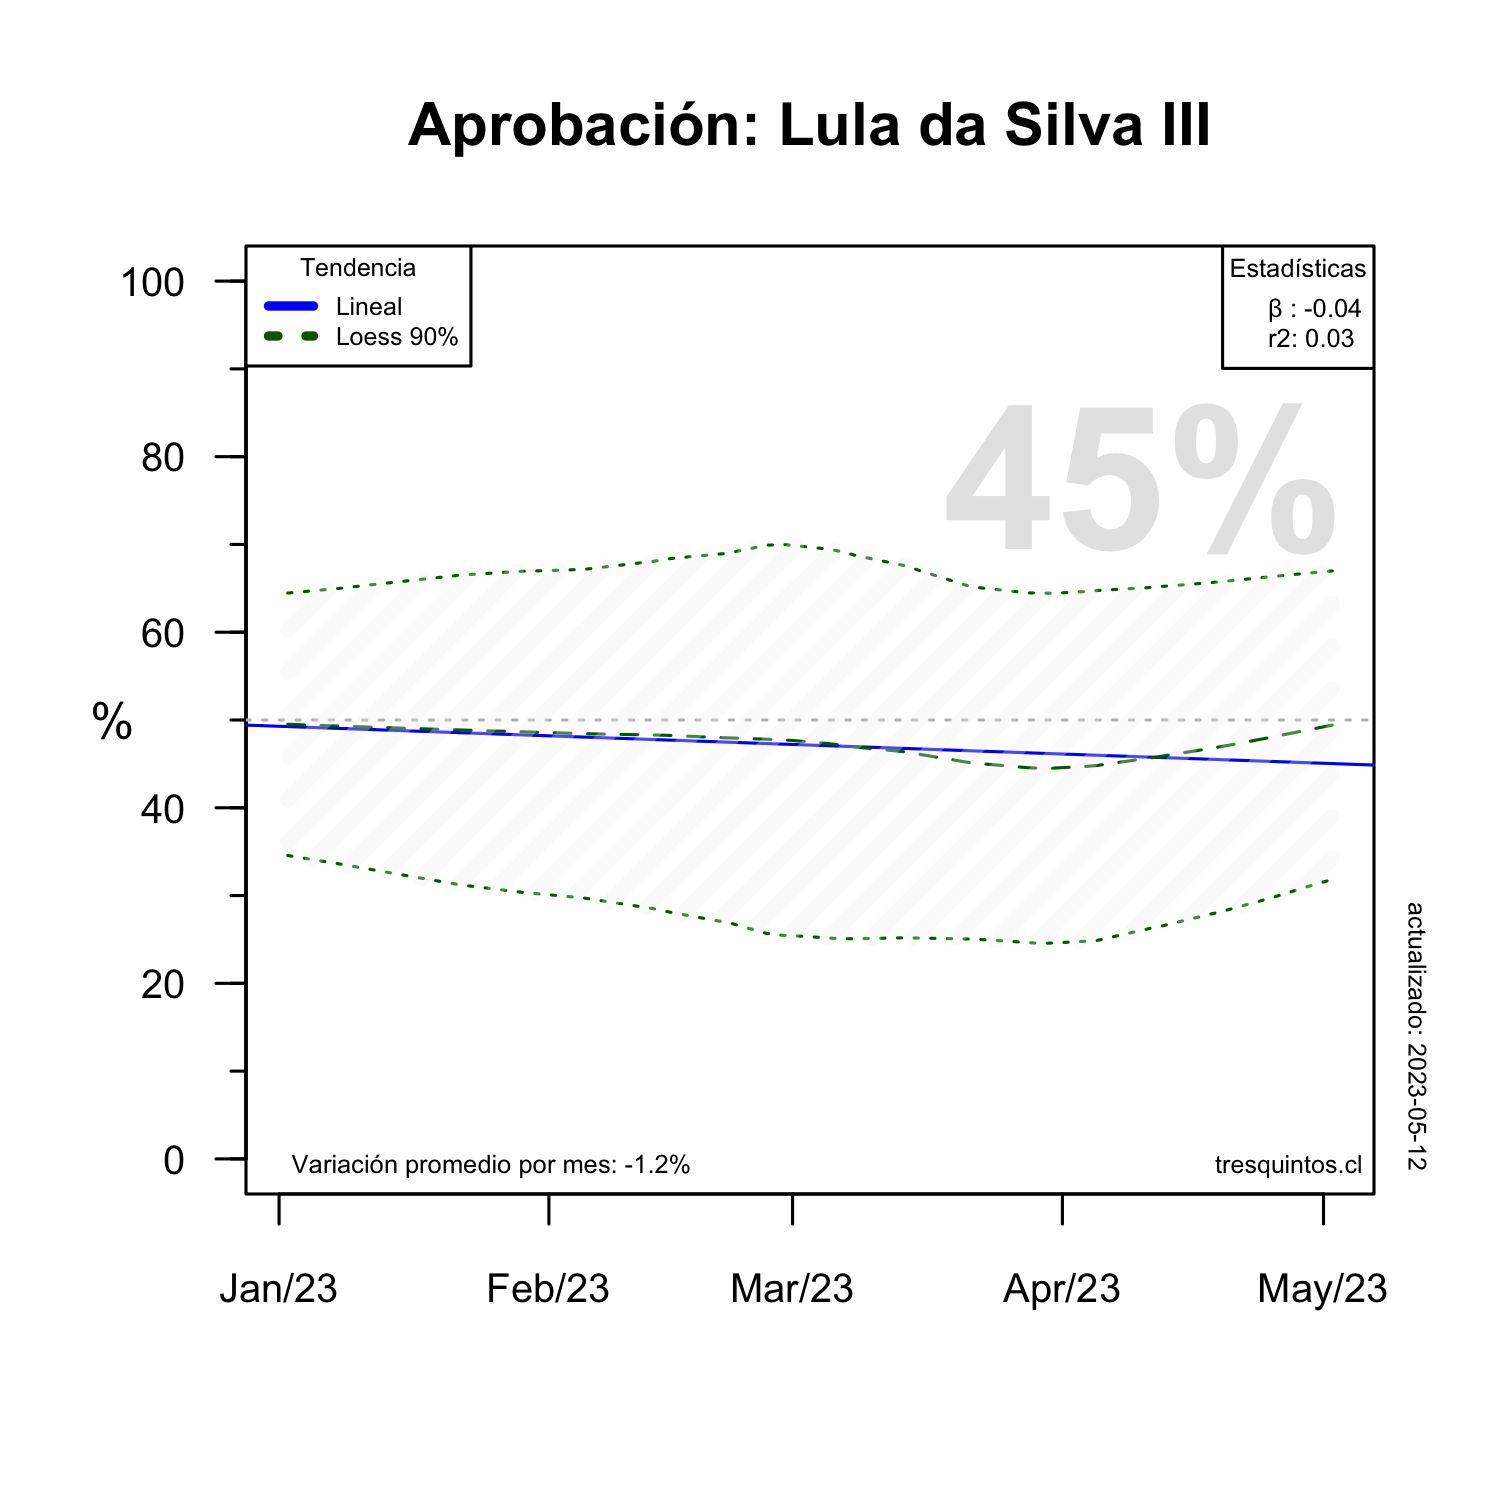 Aprobación: Lula da Silva III
Tendencia
Lineal
Loess 90%
Estadísticas
β : -0.04
r2: 0.03
45%
100
80
60
40
20
0
%
Variación promedio por mes: -1.2%
tresquintos.cl
actualizado: 2023-05-12
Jan/23
Feb/23
Mar/23
Apr/23
May/23